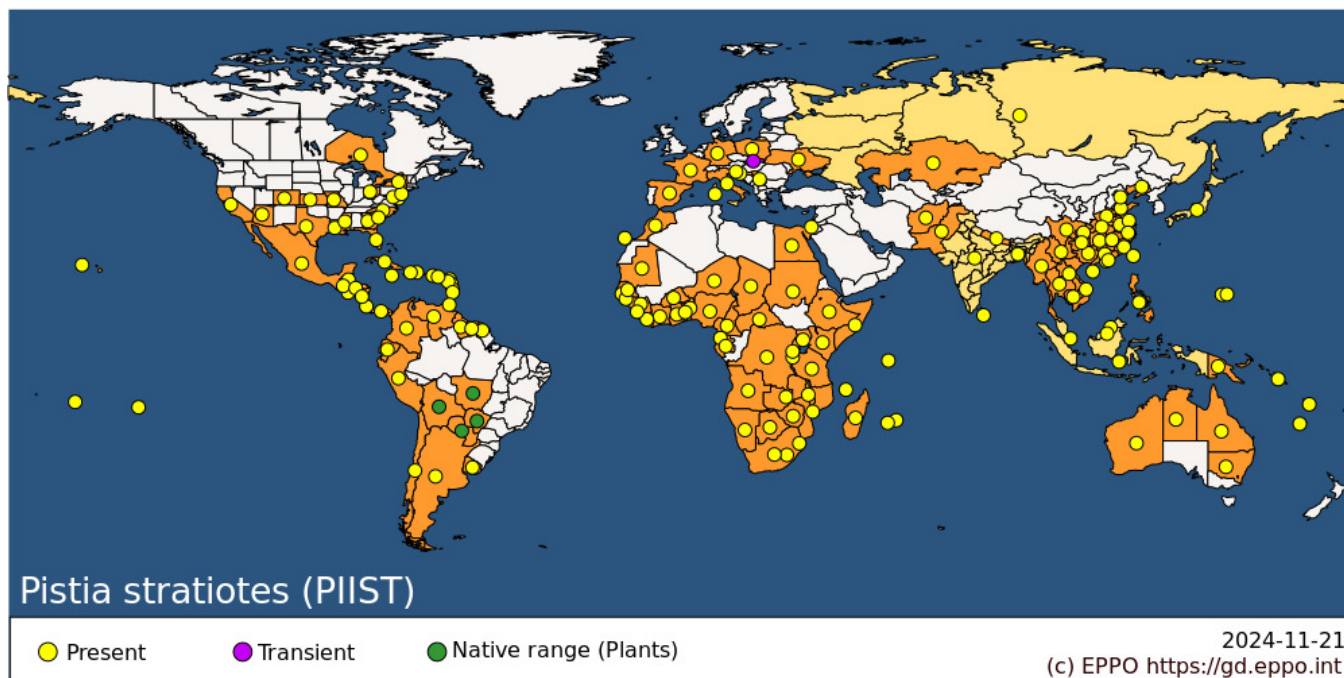 Pistia stratiotes (PIIST)
Present
Transient
Native range (Plants)
2024-11-21
(c) EPPO https://gd.eppo.int